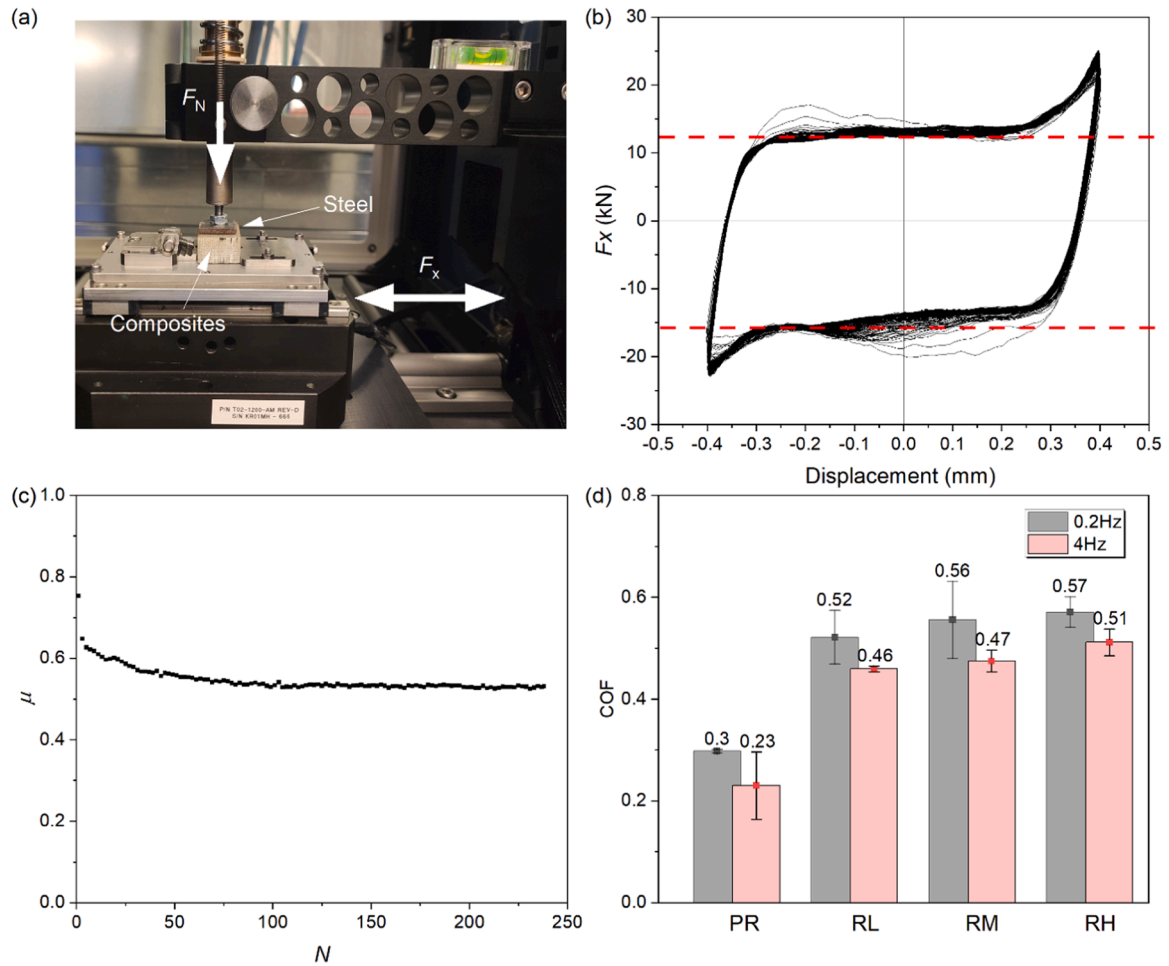 (a)
F_N
Steel
F_x
Composites
P/N T02-1200-AM REV-D
(b)
30
20
10
0
-10
-20
-30
Fx (kN)
-0.5 -0.4 -0.3 -0.2 -0.1 0.0 0.1 0.2 0.3 0.4 0.5
Displacement (mm)
(c)
1.0
0.8
0.6
0.4
0.2
0.0
μ
0 50 100 150 200 250
N
(d)
0.8
0.6
0.4
0.2
0.0
COF
0.2Hz
4Hz
0.3 0.23
0.52 0.46
0.56 0.47
0.57 0.51
PR RL RM RH